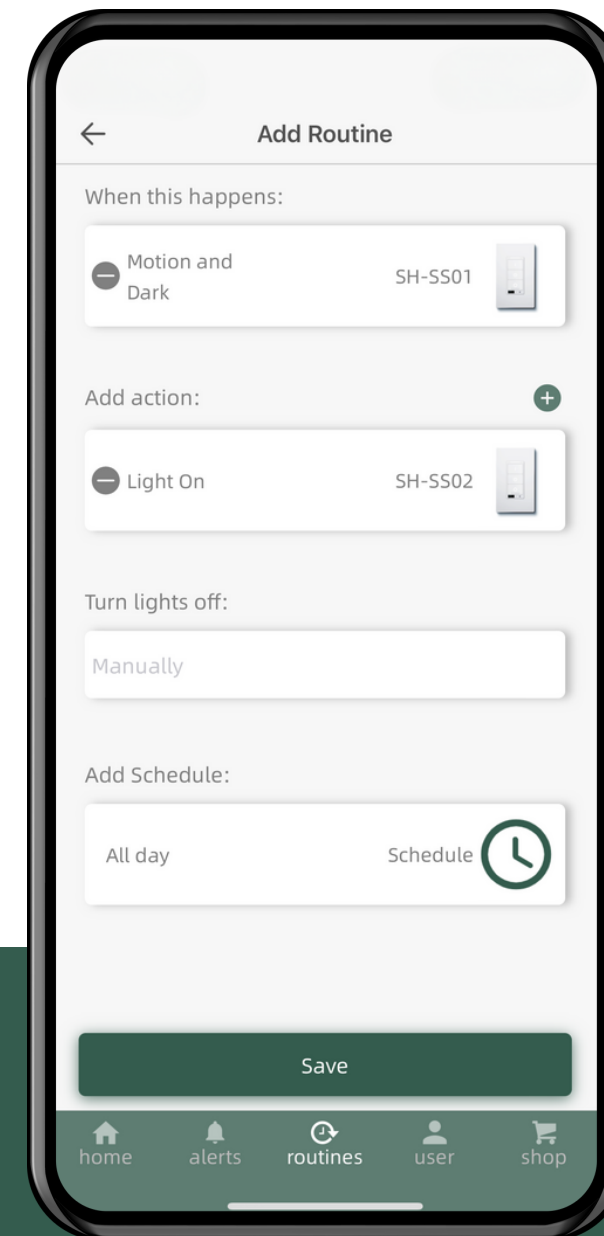 Add Routine
When this happens:
Motion and
Dark
SH-SS01
Add action:
Light On
SH-SS02
Turn lights off:
Manually
Add Schedule:
All day
Schedule
Save
home
alerts
routines
user
shop